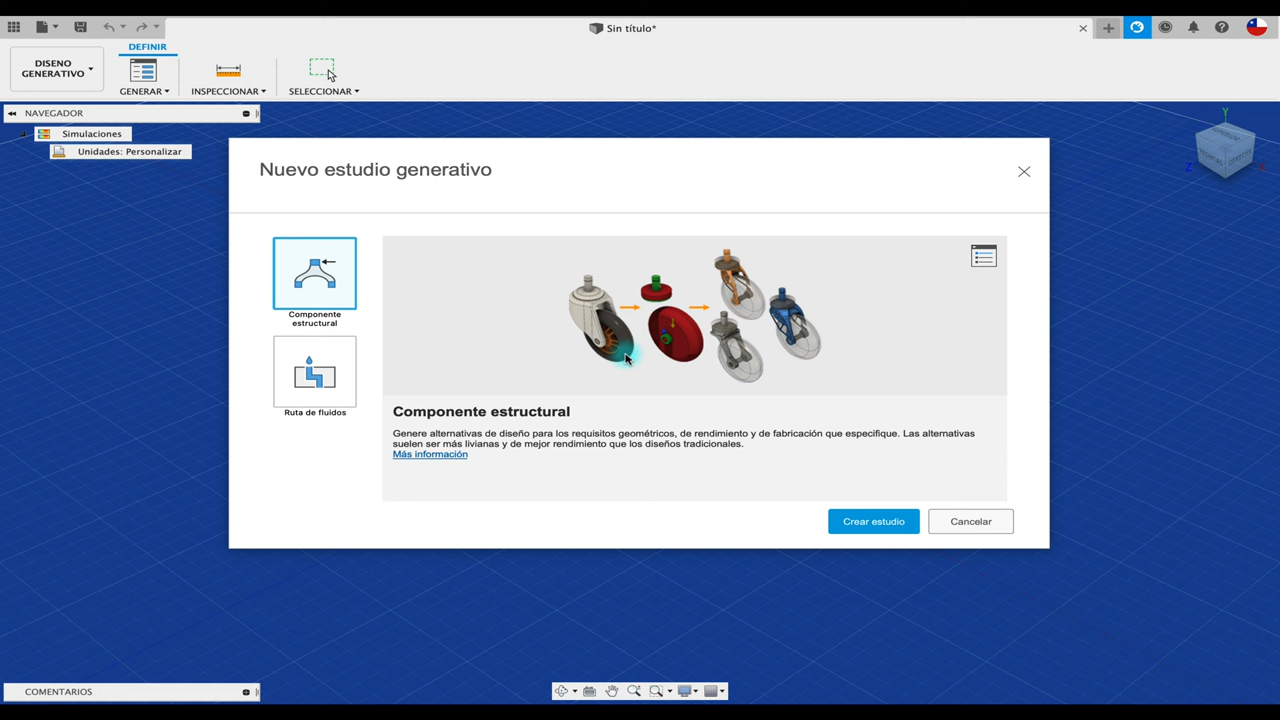 Sin título*
DEFINIR
DISENO
GENERATIVO
GENERAR
INSPECCIONAR
SELECCIONAR
NAVEGADOR
Simulaciones
Unidades: Personalizar
Nuevo estudio generativo
Componente
estructural
Ruta de fluidos
Componente estructural
Genere alternativas de diseño para los requisitos geométricos, de rendimiento y de fabricación que especifique. Las alternativas
suelen ser más livianas y de mejor rendimiento que los diseños tradicionales.
Más información
Crear estudio
Cancelar
Y
Z
X
COMENTARIOS